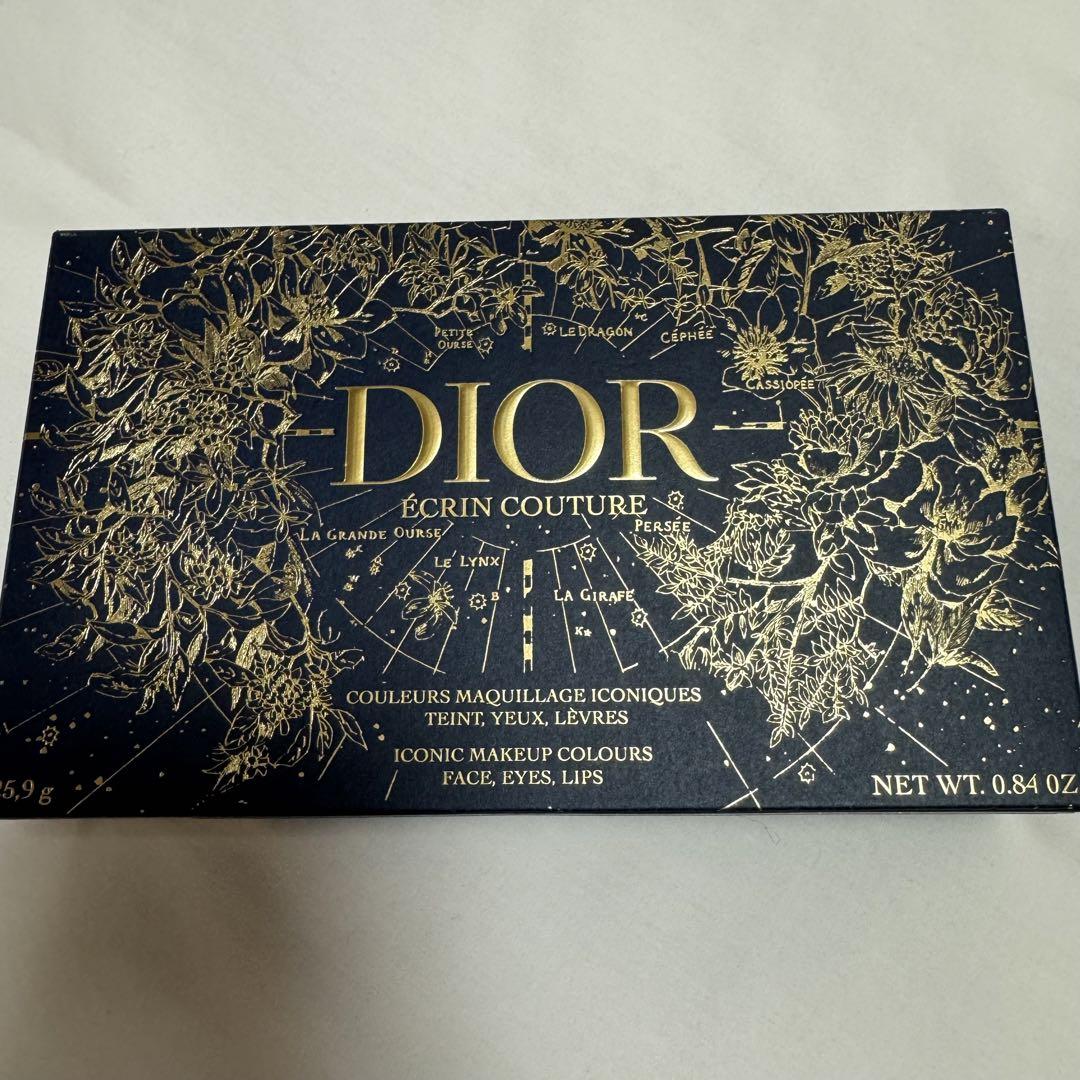 PETITE
OURSE
LE DRAGON
CÉPHÉE
CASSIOPÉE
DIOR
ÉCRIN COUTURE
LA GRANDE OURSE
PERSÉE
LE LYNX
B
LA GIRAFE
COULEURS MAQUILLAGE ICONIQUES
TEINT, YEUX, LÈVRES
ICONIC MAKEUP COLOURS
FACE, EYES, LIPS
5,9 g
NET WT. 0.84 OZ